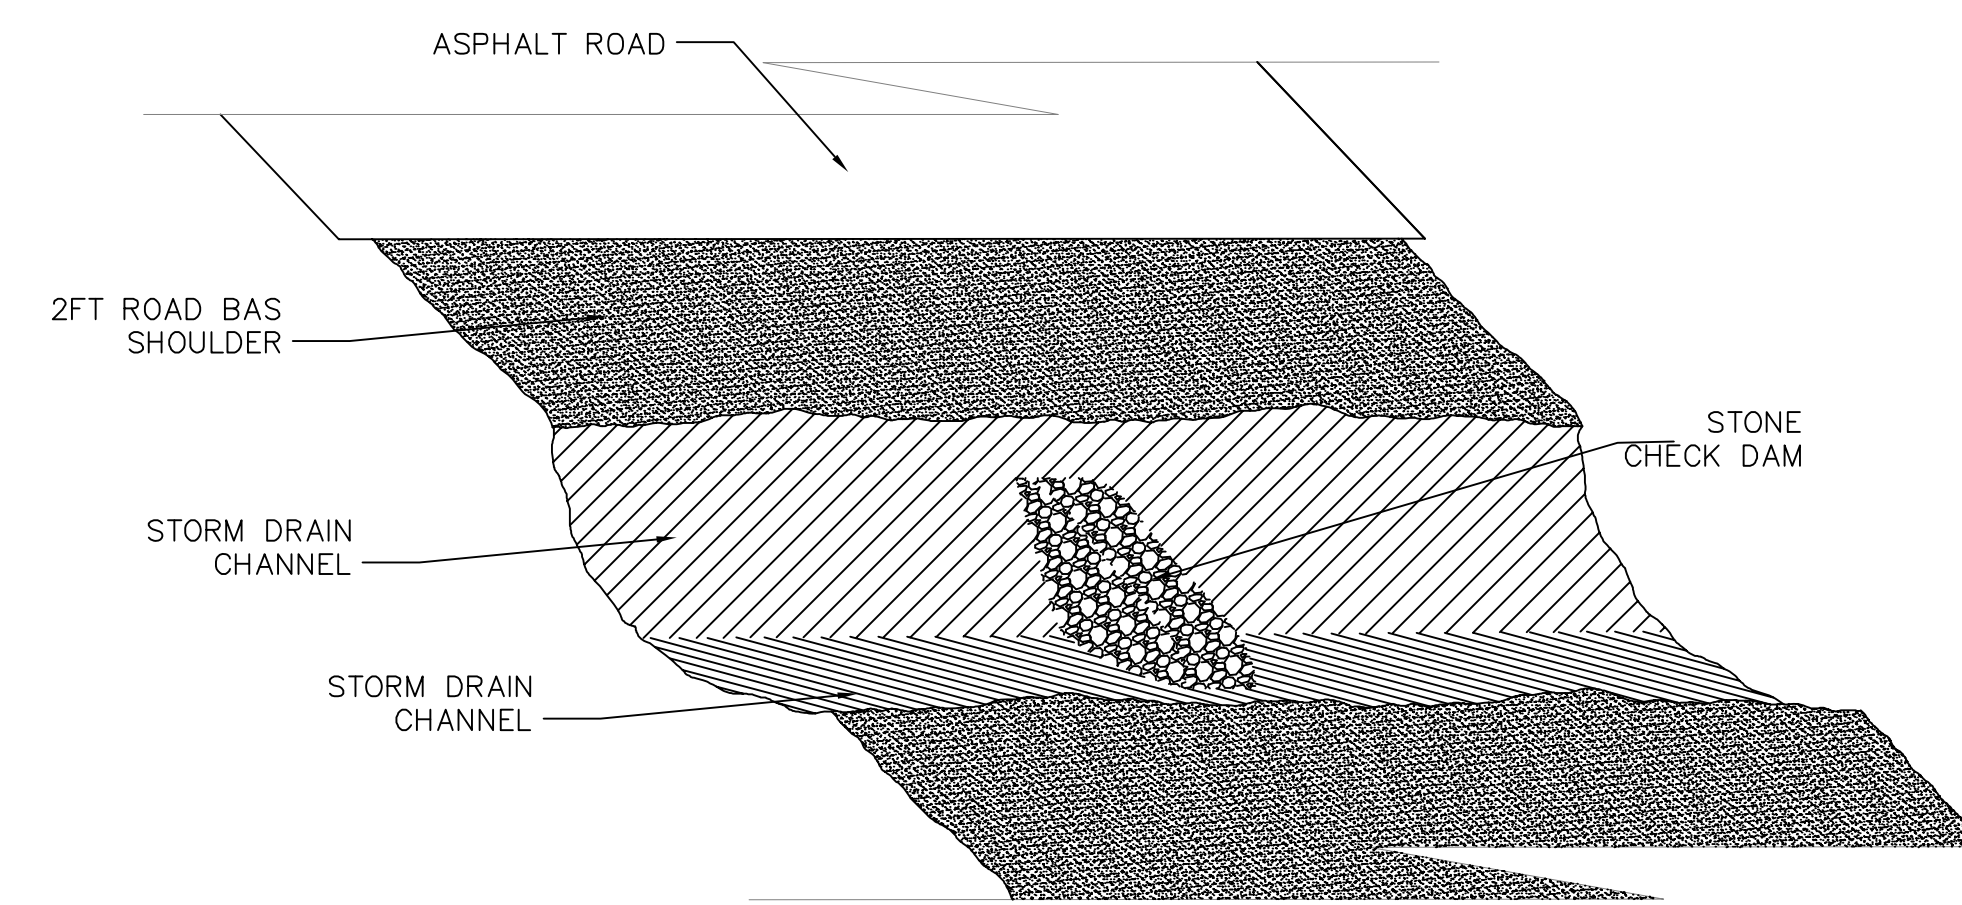 ASPHALT ROAD
2FT ROAD BAS
SHOULDER
STONE
CHECK DAM
STORM DRAIN
CHANNEL
STORM DRAIN
CHANNEL